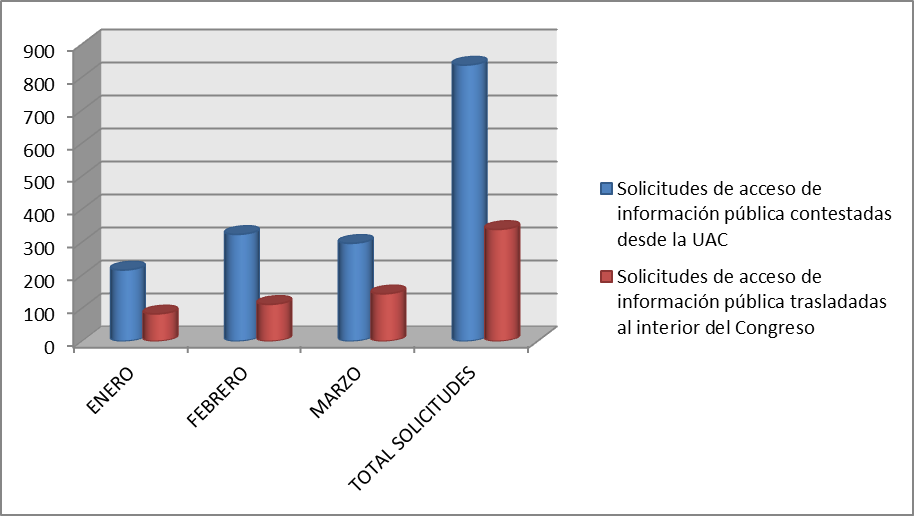 900
800
700
600
500
400
300
200
100
0
ENERO
FEBRERO
MARZO
TOTAL SOLICITUDES
Solicitudes de acceso de
información pública contestadas
desde la UAC
Solicitudes de acceso de
información pública trasladadas
al interior del Congreso